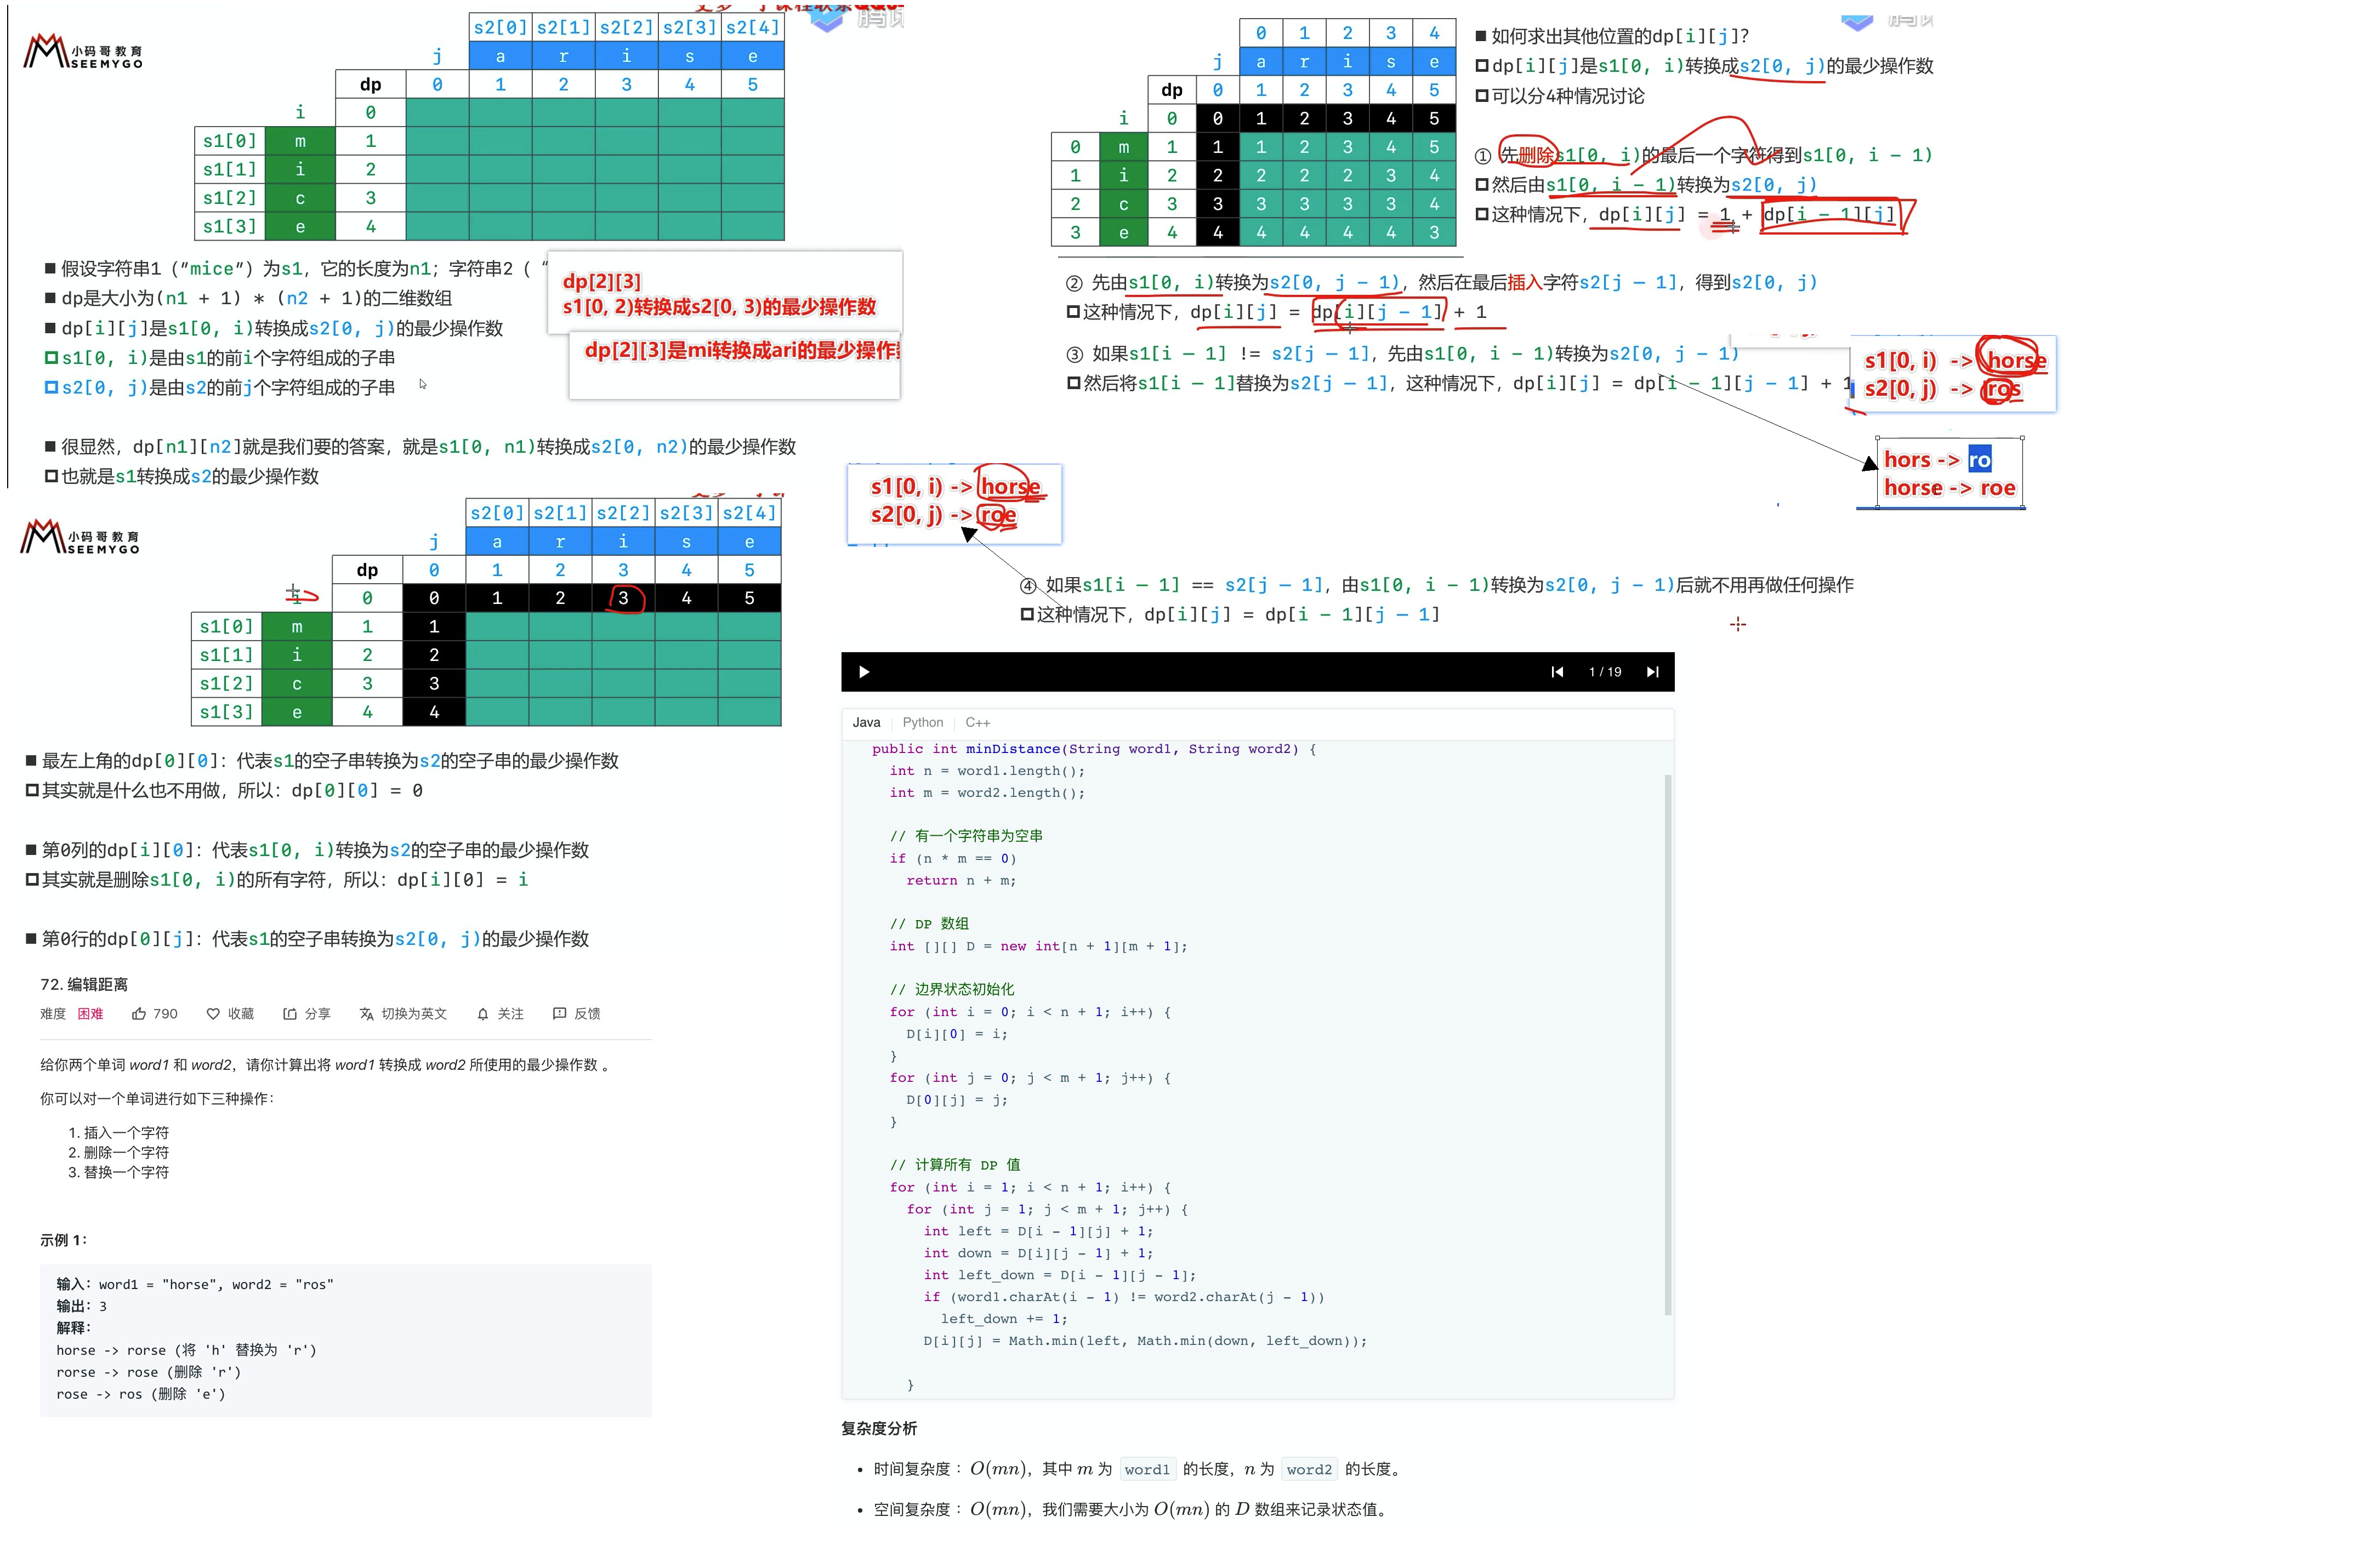 小码哥教育
SEEMYGO
s2[0] s2[1] s2[2] s2[3] s2[4]
j a r i s e
dp 0 1 2 3 4 5
i 0
s1[0] m 1
s1[1] i 2
s1[2] c 3
s1[3] e 4
■ 假设字符串1（“mice”）为s1，它的长度为n1；字符串2（“
■ dp是大小为(n1 + 1) * (n2 + 1)的二维数组
■ dp[i][j]是s1[0, i)转换成s2[0, j)的最少操作数
s1[0, i)是由s1的前i个字符组成的子串
s2[0, j)是由s2的前j个字符组成的子串
dp[2][3]
s1[0, 2)转换成s2[0, 3)的最少操作数
dp[2][3]是mi转换成ari的最少操作
■ 很显然，dp[n1][n2]就是我们要的答案，就是s1[0, n1)转换成s2[0, n2)的最少操作数
也就是s1转换成s2的最少操作数
小码哥教育
SEEMYGO
s2[0] s2[1] s2[2] s2[3] s2[4]
j a r i s e
dp 0 1 2 3 4 5
i 0 0 1 2 3 4 5
s1[0] m 1 1
s1[1] i 2 2
s1[2] c 3 3
s1[3] e 4 4
■ 最左上角的dp[0][0]：代表s1的空子串转换为s2的空子串的最少操作数
其实就是什么也不用做，所以：dp[0][0] = 0
■ 第0列的dp[i][0]：代表s1[0, i)转换为s2的空子串的最少操作数
其实就是删除s1[0, i)的所有字符，所以：dp[i][0] = i
■ 第0行的dp[0][j]：代表s1的空子串转换为s2[0, j)的最少操作数
72. 编辑距离
难度 困难 790 收藏 分享 切换为英文 关注 反馈
给你两个单词 word1 和 word2，请你计算出将 word1 转换成 word2 所使用的最少操作数 。
你可以对一个单词进行如下三种操作：
1. 插入一个字符
2. 删除一个字符
3. 替换一个字符
示例 1：
输入：word1 = "horse", word2 = "ros"
输出：3
解释：
horse -> rorse (将 'h' 替换为 'r')
rorse -> rose (删除 'r')
rose -> ros (删除 'e')
0 1 2 3 4
j a r i s e
dp 0 1 2 3 4 5
i 0 0 1 2 3 4 5
0 m 1 1 1 2 3 4 5
1 i 2 2 2 2 2 3 4
2 c 3 3 3 3 3 3 4
3 e 4 4 4 4 4 4 3
■ 如何求出其他位置的dp[i][j]？
dp[i][j]是s1[0, i)转换成s2[0, j)的最少操作数
可以分4种情况讨论
① 先删除s1[0, i)的最后一个字符得到s1[0, i − 1)
然后由s1[0, i − 1)转换为s2[0, j)
这种情况下，dp[i][j] = 1 + dp[i − 1][j]
② 先由s1[0, i)转换为s2[0, j − 1)，然后在最后插入字符s2[j − 1]，得到s2[0, j)
这种情况下，dp[i][j] = dp[i][j − 1] + 1
③ 如果s1[i − 1] != s2[j − 1]，先由s1[0, i − 1)转换为s2[0, j − 1)
然后将s1[i − 1]替换为s2[j − 1]，这种情况下，dp[i][j] = dp[i − 1][j − 1] + 1
s1[0, i) -> horse
s2[0, j) -> ros
hors -> ro
horse -> roe
s1[0, i) -> horse
s2[0, j) -> roe
④ 如果s1[i − 1] == s2[j − 1]，由s1[0, i − 1)转换为s2[0, j − 1)后就不用再做任何操作
这种情况下，dp[i][j] = dp[i − 1][j − 1]
1 / 19
Java Python C++
public int minDistance(String word1, String word2) {
int n = word1.length();
int m = word2.length();
// 有一个字符串为空串
if (n * m == 0)
return n + m;
// DP 数组
int [][] D = new int[n + 1][m + 1];
// 边界状态初始化
for (int i = 0; i < n + 1; i++) {
D[i][0] = i;
}
for (int j = 0; j < m + 1; j++) {
D[0][j] = j;
}
// 计算所有 DP 值
for (int i = 1; i < n + 1; i++) {
for (int j = 1; j < m + 1; j++) {
int left = D[i - 1][j] + 1;
int down = D[i][j - 1] + 1;
int left_down = D[i - 1][j - 1];
if (word1.charAt(i - 1) != word2.charAt(j - 1))
left_down += 1;
D[i][j] = Math.min(left, Math.min(down, left_down));
}
复杂度分析
• 时间复杂度：O(mn)，其中 m 为 word1 的长度，n 为 word2 的长度。
• 空间复杂度：O(mn)，我们需要大小为 O(mn) 的 D 数组来记录状态值。